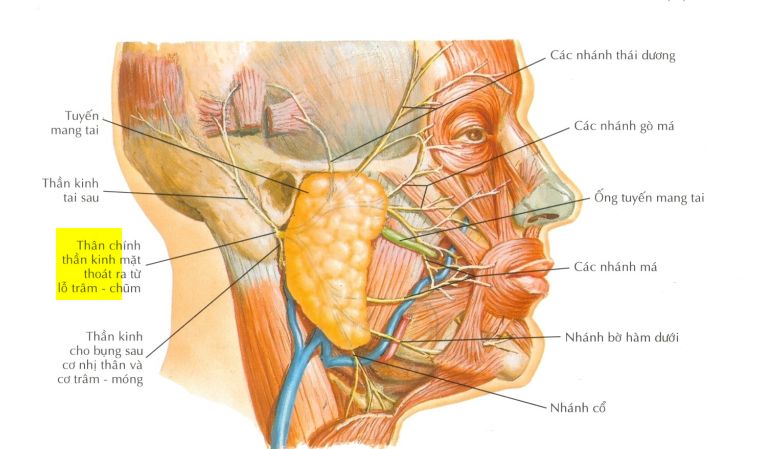 Các nhánh thái dương
Tuyến
mang tai
Các nhánh gò má
Thần kinh
tai sau
Ống tuyến mang tai
Thân chính
thần kinh mặt
thoát ra từ
lỗ trâm - chũm
Các nhánh má
Thần kinh
cho bụng sau
cơ nhị thân và
cơ trâm - móng
Nhánh bờ hàm dưới
Nhánh cổ